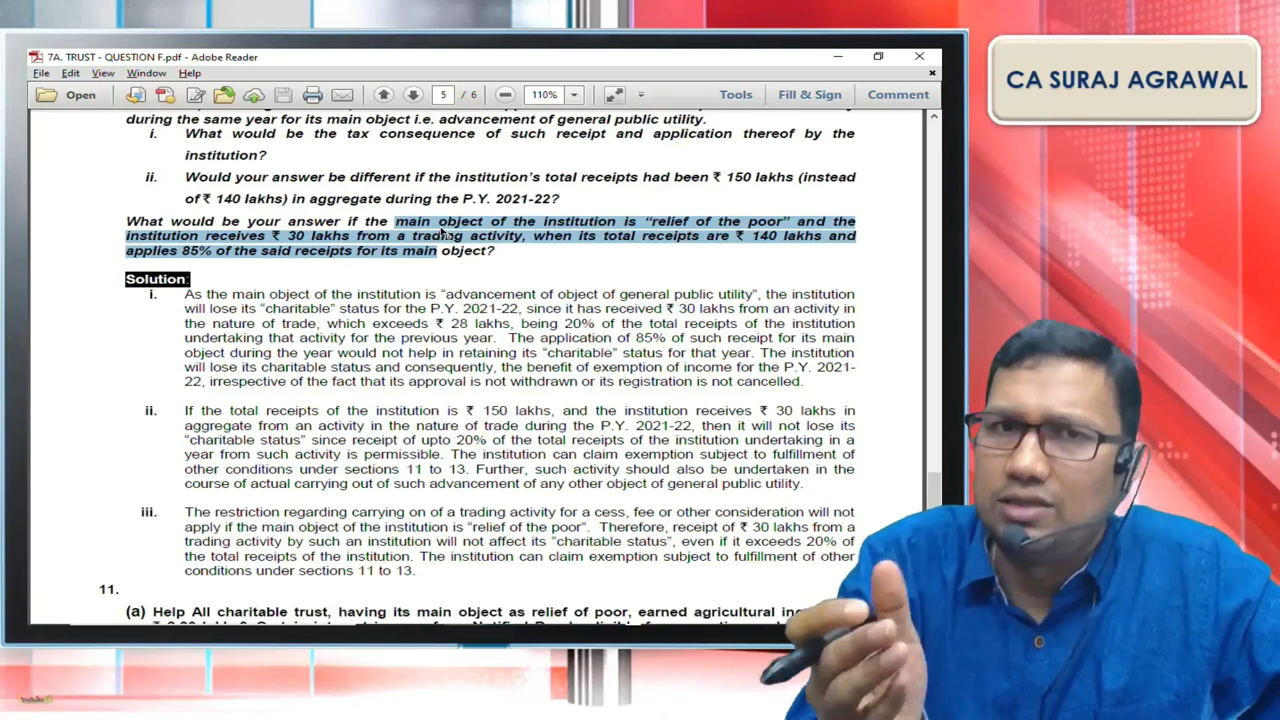 CA SURAJ AGRAWAL
7A. TRUST - QUESTION F.pdf - Adobe Reader
File Edit View Window Help
Open 5 / 6 110% Tools Fill & Sign Comment
during the same year for its main object i.e. advancement of general public utility.
i. What would be the tax consequence of such receipt and application thereof by the
institution?
ii. Would your answer be different if the institution's total receipts had been ₹ 150 lakhs (instead
of ₹ 140 lakhs) in aggregate during the P.Y. 2021-22?
What would be your answer if the main object of the institution is “relief of the poor” and the
institution receives ₹ 30 lakhs from a trading activity, when its total receipts are ₹ 140 lakhs and
applies 85% of the said receipts for its main object?
Solution:
i. As the main object of the institution is “advancement of object of general public utility”, the institution
will lose its “charitable” status for the P.Y. 2021-22, since it has received ₹ 30 lakhs from an activity in
the nature of trade, which exceeds ₹ 28 lakhs, being 20% of the total receipts of the institution
undertaking that activity for the previous year. The application of 85% of such receipt for its main
object during the year would not help in retaining its “charitable” status for that year. The institution
will lose its charitable status and consequently, the benefit of exemption of income for the P.Y. 2021-
22, irrespective of the fact that its approval is not withdrawn or its registration is not cancelled.
ii. If the total receipts of the institution is ₹ 150 lakhs, and the institution receives ₹ 30 lakhs in
aggregate from an activity in the nature of trade during the P.Y. 2021-22, then it will not lose its
“charitable status” since receipt of upto 20% of the total receipts of the institution undertaking in a
year from such activity is permissible. The institution can claim exemption subject to fulfillment of
other conditions under sections 11 to 13. Further, such activity should also be undertaken in the
course of actual carrying out of such advancement of any other object of general public utility.
iii. The restriction regarding carrying on of a trading activity for a cess, fee or other consideration will not
apply if the main object of the institution is “relief of the poor”. Therefore, receipt of ₹ 30 lakhs from a
trading activity by such an institution will not affect its “charitable status”, even if it exceeds 20% of
the total receipts of the institution. The institution can claim exemption subject to fulfillment of other
conditions under sections 11 to 13.
11.
(a) Help All charitable trust, having its main object as relief of poor, earned agricultural